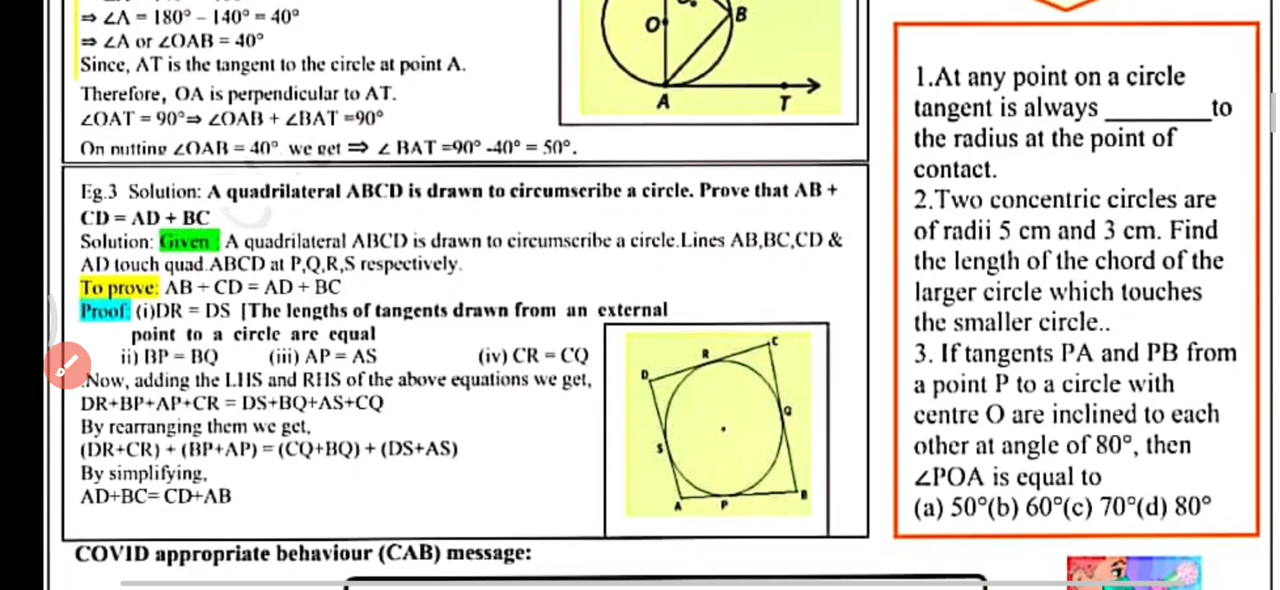 ⇒ ∠A = 180° – 140° = 40°
⇒ ∠A or ∠OAB = 40°
Since, AT is the tangent to the circle at point A.
Therefore, OA is perpendicular to AT.
∠OAT = 90°⇒ ∠OAB + ∠BAT =90°
On putting ∠OAB = 40° we get ⇒ ∠ BAT =90° -40° = 50°.
O
B
A
T
Eg.3 Solution: A quadrilateral ABCD is drawn to circumscribe a circle. Prove that AB +
CD = AD + BC
Solution: Given : A quadrilateral ABCD is drawn to circumscribe a circle.Lines AB,BC,CD &
AD touch quad.ABCD at P,Q,R,S respectively.
To prove: AB + CD = AD + BC
Proof: (i)DR = DS [The lengths of tangents drawn from an external
point to a circle are equal
ii) BP = BQ (iii) AP = AS (iv) CR = CQ
Now, adding the LHS and RHS of the above equations we get,
DR+BP+AP+CR = DS+BQ+AS+CQ
By rearranging them we get,
(DR+CR) + (BP+AP) = (CQ+BQ) + (DS+AS)
By simplifying,
AD+BC= CD+AB
C
R
D
Q
S
A
P
B
COVID appropriate behaviour (CAB) message:
1.At any point on a circle
tangent is always ________to
the radius at the point of
contact.
2.Two concentric circles are
of radii 5 cm and 3 cm. Find
the length of the chord of the
larger circle which touches
the smaller circle..
3. If tangents PA and PB from
a point P to a circle with
centre O are inclined to each
other at angle of 80°, then
∠POA is equal to
(a) 50°(b) 60°(c) 70°(d) 80°